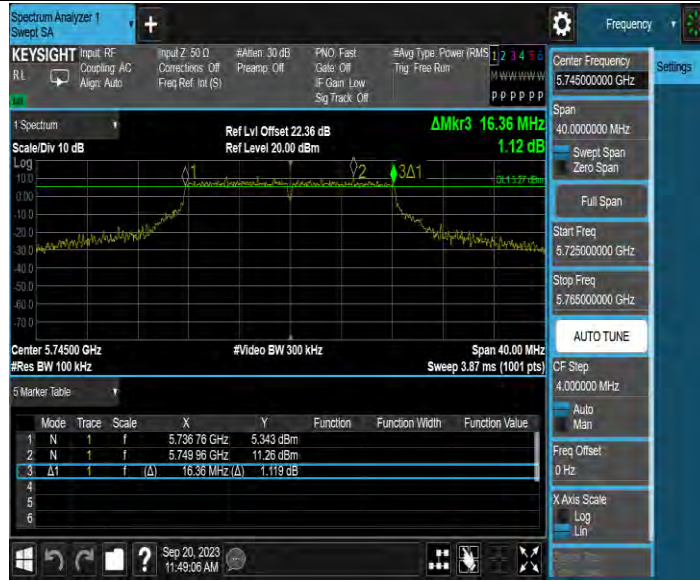 Spectrum Analyzer 1
Swept SA
Frequency
KEYSIGHT
Input: RF
Coupling: AC
Align: Auto
Input Z: 50 Ω
Corrections: Off
Freq Ref: Int (S)
#Atten: 30 dB
Preamp: Off
PNO: Fast
Gate: Off
IF Gain: Low
Sig Track: Off
#Avg Type: Power (RMS)
Trig: Free Run
1 2 3 4 5 6
M W W W W W
P P P P P P
RL
1 Spectrum
Scale/Div 10 dB
Ref Lvl Offset 22.36 dB
Ref Level 20.00 dBm
ΔMkr3 16.36 MHz
1.12 dB
Log
10.0
0.00
-10.0
-20.0
-30.0
-40.0
-50.0
-60.0
-70.0
1
2
3Δ1
Center 5.74500 GHz
#Res BW 100 kHz
#Video BW 300 kHz
Span 40.00 MHz
Sweep 3.87 ms (1001 pts)
5 Marker Table
Mode Trace Scale X Y Function Function Width Function Value
1 N 1 f 5.736 76 GHz 5.343 dBm
2 N 1 f 5.749 96 GHz 11.26 dBm
3 Δ1 1 f (Δ) 16.36 MHz (Δ) 1.119 dB
4
5
6
Sep 20, 2023
11:49:06 AM
Center Frequency
5.745000000 GHz
Settings
Span
40.0000000 MHz
Swept Span
Zero Span
Full Span
Start Freq
5.725000000 GHz
Stop Freq
5.765000000 GHz
AUTO TUNE
CF Step
4.000000 MHz
Auto
Man
Freq Offset
0 Hz
X Axis Scale
Log
Lin